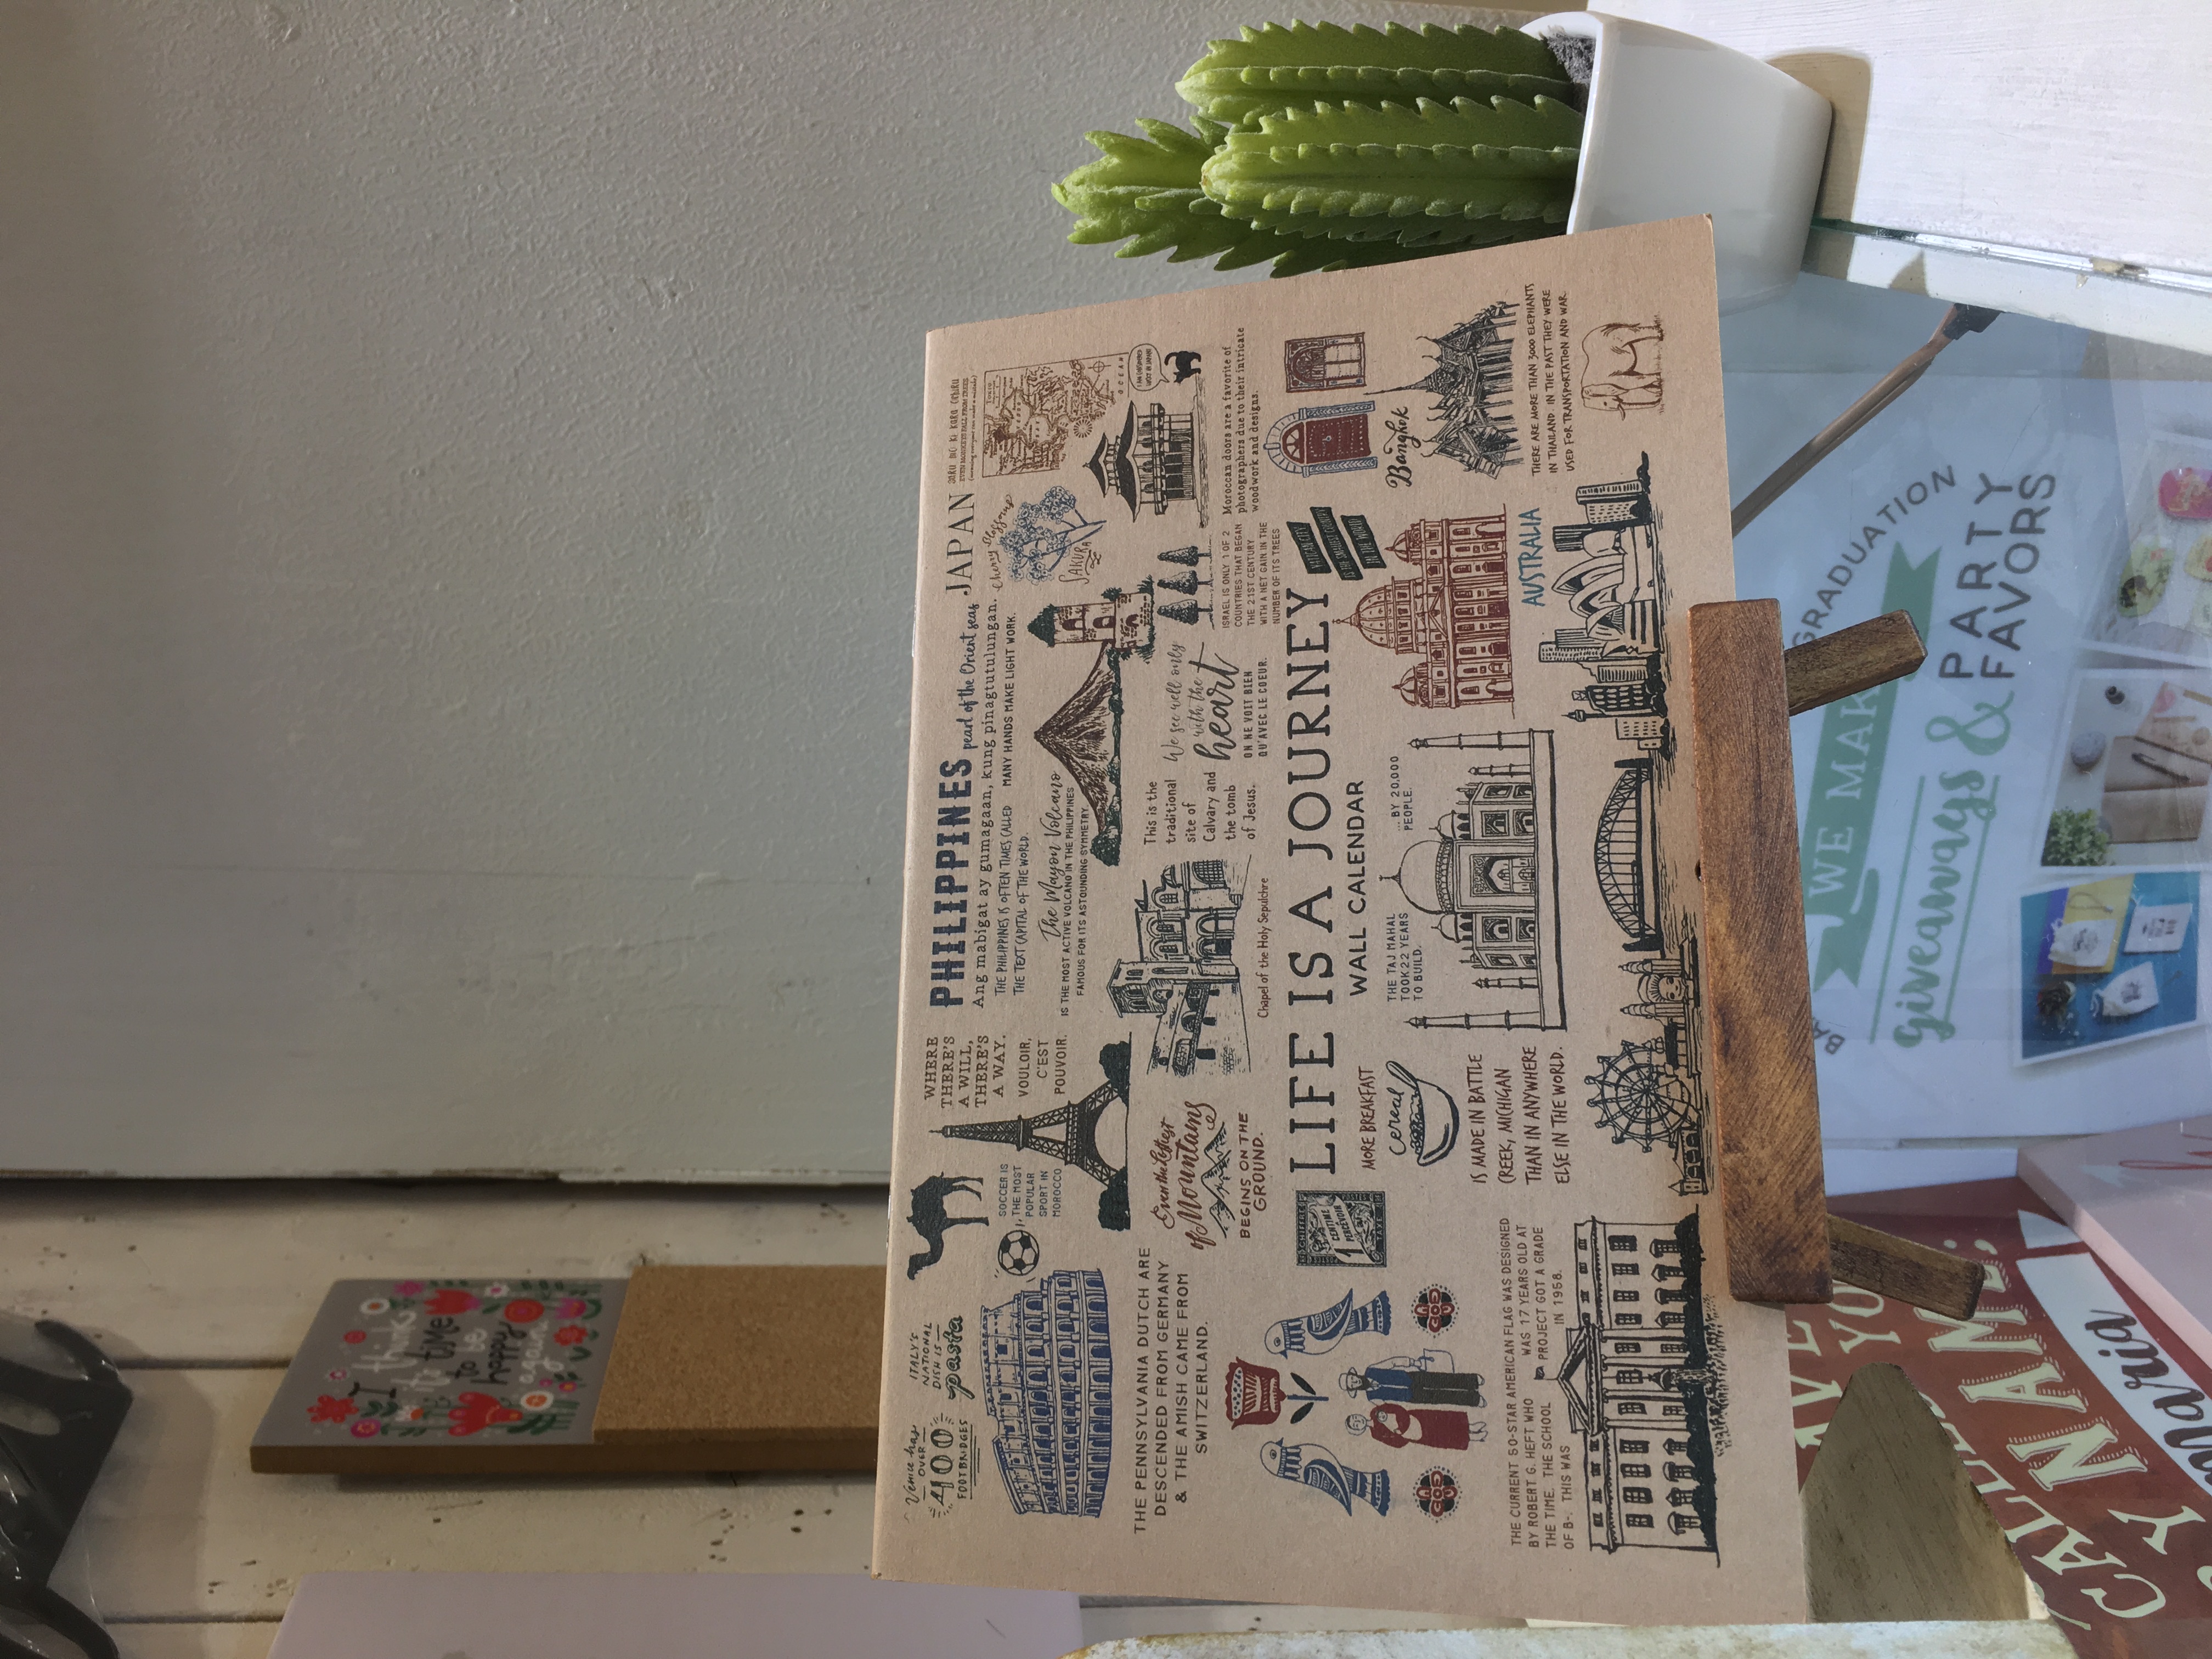 I think
it's time
to be
happy
again
Venice has
OVER
400
FOOTBRIDGES
ITALY'S
NATIONAL
DISH IS
pasta
SOCCER IS
THE MOST
POPULAR
SPORT IN
MOROCCO
WHERE
THERE'S
A WILL,
THERE'S
A WAY.
VOULOIR,
C'EST
POUVOIR.
PHILIPPINES pearl of the Orient seas
Ang mabigat ay gumagaan, kung pinagtutulungan.
THE PHILIPPINES IS OFTEN TIMES CALLED
THE TEXT CAPITAL OF THE WORLD.
MANY HANDS MAKE LIGHT WORK.
The Mayon Volcano
IS THE MOST ACTIVE VOLCANO IN THE PHILIPPINES
FAMOUS FOR ITS ASTOUNDING SYMMETRY.
JAPAN
SARU MO KI KARA OCHIRU
EVEN MONKEYS FALL FROM TREES
(meaning everyone can make a mistake)
Cherry Blossoms
SAKURA
TOKYO
OCEAN
I AM CONSIDERED
LUCKY IN JAPAN!
THE PENNSYLVANIA DUTCH ARE
DESCENDED FROM GERMANY
& THE AMISH CAME FROM
SWITZERLAND.
Even the Loftiest
of Mountains
BEGINS ON THE
GROUND.
Chapel of the Holy Sepulchre
This is the
traditional
site of
Calvary and
the tomb
of Jesus.
We see well only
with the
heart
ON NE VOIT BIEN
QU'AVEC LE COEUR.
ISRAEL IS ONLY 1 OF 2
COUNTRIES THAT BEGAN
THE 21ST CENTURY
WITH A NET GAIN IN THE
NUMBER OF ITS TREES
Moroccan doors are a favorite of
photographers due to their intricate
woodwork and designs.
CHIFFRE
1 CENTIME
À PERCEVOIR
TAXE
LIFE IS A JOURNEY
WALL CALENDAR
VATICAN CITY
IS THE SMALLEST COUNTRY
IN THE WORLD
MORE BREAKFAST
cereal
IS MADE IN BATTLE
CREEK, MICHIGAN
THAN IN ANYWHERE
ELSE IN THE WORLD.
THE TAJ MAHAL
TOOK 22 YEARS
TO BUILD.
... BY 20,000
PEOPLE.
Bangkok
THE CURRENT 50-STAR AMERICAN FLAG WAS DESIGNED
BY ROBERT G. HEFT WHO WAS 17 YEARS OLD AT
THE TIME. THE SCHOOL PROJECT GOT A GRADE
OF B-. THIS WAS IN 1958.
AUSTRALIA
THERE ARE MORE THAN 3000 ELEPHANTS
IN THAILAND. IN THE PAST THEY WERE
USED FOR TRANSPORTATION AND WAR.
AVE
YO
CALLED
BY NAME:
Maria
GRADUATION
WE MAK
giveaways &
PARTY
FAVORS